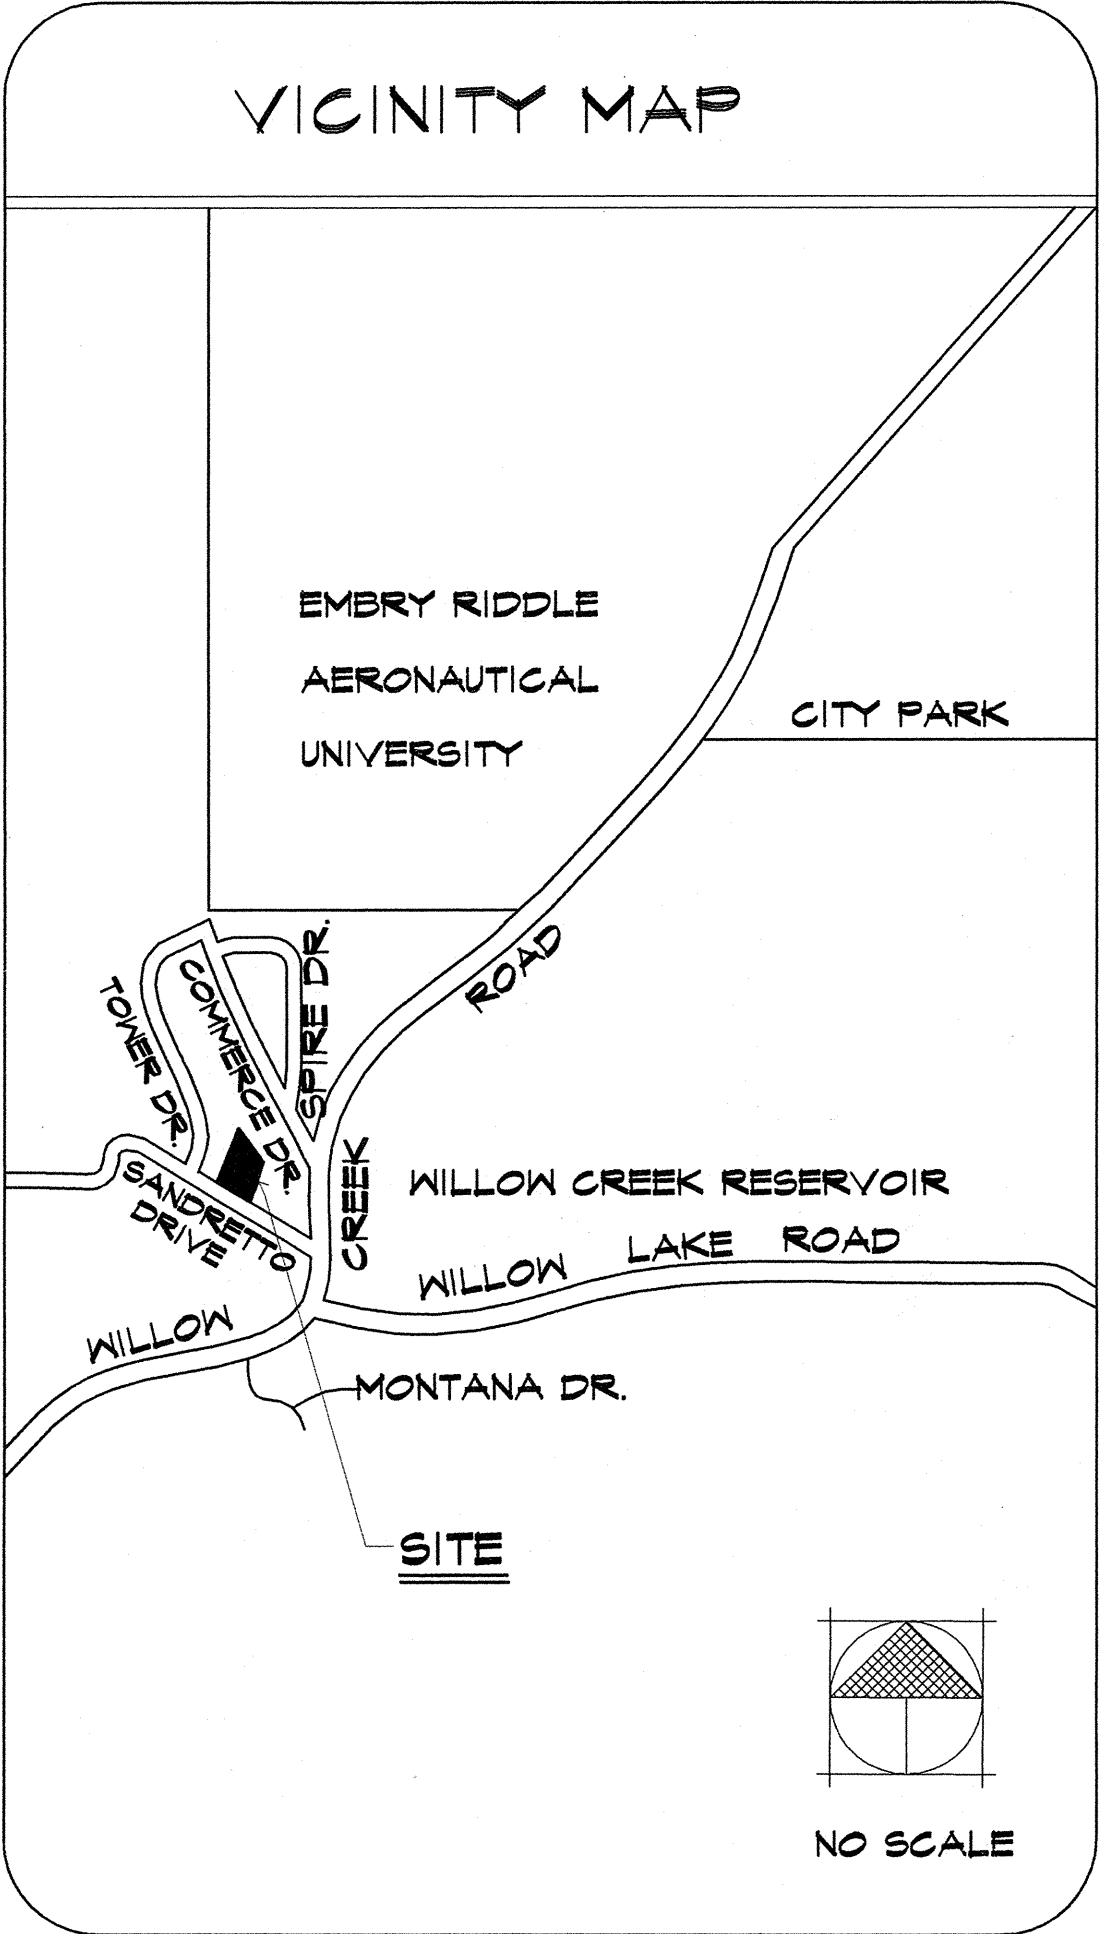 VICINITY MAP
EMBRY RIDDLE
AERONAUTICAL
UNIVERSITY
CITY PARK
ROAD
SPIRE DR.
COMMERCE DR.
TOWER DR.
CREEK
WILLOW CREEK RESERVOIR
SANDRETTO
DRIVE
WILLOW LAKE ROAD
WILLOW
MONTANA DR.
SITE
NO SCALE